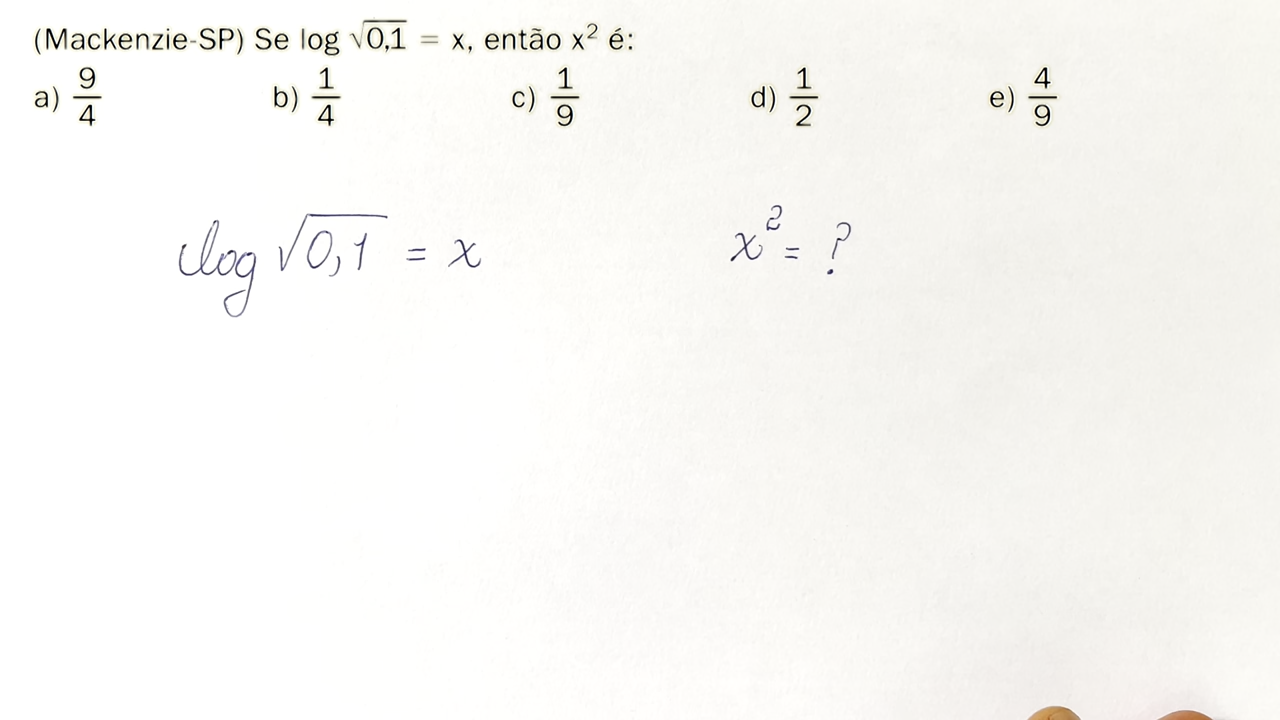 (Mackenzie-SP) Se log √0,1 = x, então x² é:
a) 9/4 b) 1/4 c) 1/9 d) 1/2 e) 4/9
log √0,1 = x x² = ?